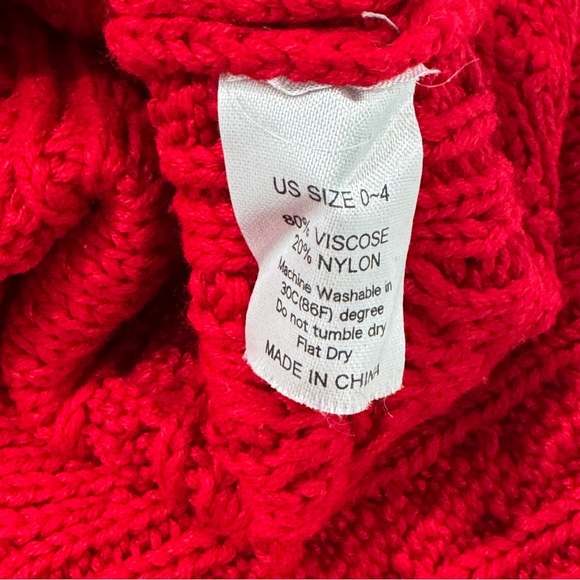 US SIZE 0~4
80% VISCOSE
20% NYLON
Machine Washable in
30C(86F) degree
Do not tumble dry
Flat Dry
MADE IN CHINA